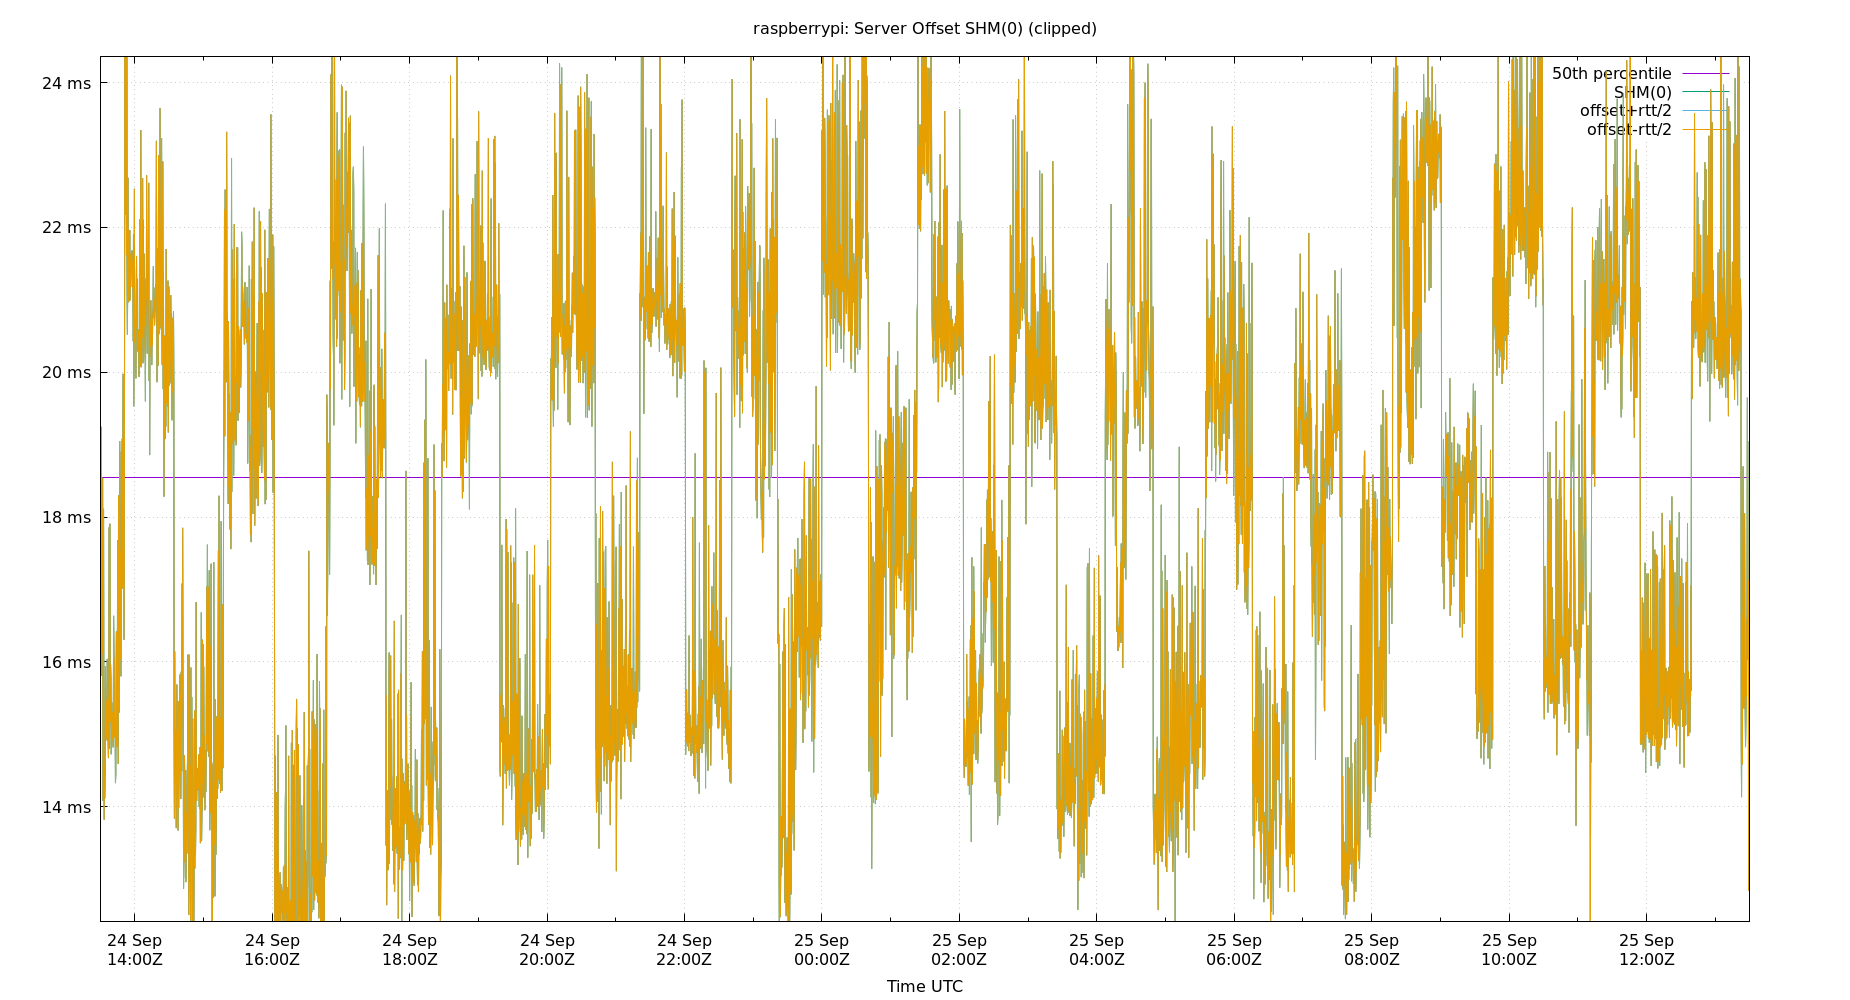 raspberrypi: Server Offset SHM(0) (clipped)
50th percentile
SHM(0)
offset+rtt/2
offset-rtt/2
24 ms
22 ms
20 ms
18 ms
16 ms
14 ms
24 Sep 24 Sep 24 Sep 24 Sep 24 Sep 25 Sep 25 Sep 25 Sep 25 Sep 25 Sep 25 Sep 25 Sep
14:00Z 16:00Z 18:00Z 20:00Z 22:00Z 00:00Z 02:00Z 04:00Z 06:00Z 08:00Z 10:00Z 12:00Z
Time UTC